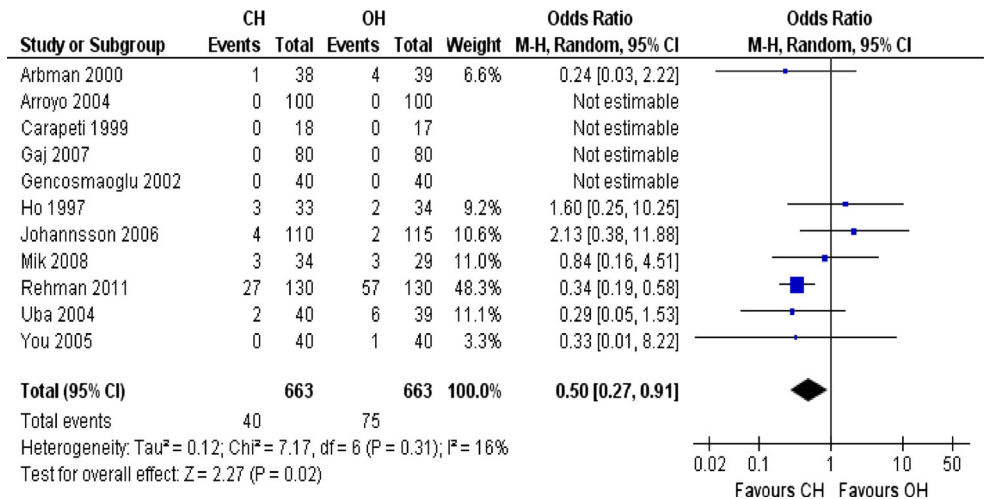 CH OH Odds Ratio Odds Ratio
Study or Subgroup Events Total Events Total Weight M-H, Random, 95% CI M-H, Random, 95% CI
Arbman 2000 1 38 4 39 6.6% 0.24 [0.03, 2.22]
Arroyo 2004 0 100 0 100 Not estimable
Carapeti 1999 0 18 0 17 Not estimable
Gaj 2007 0 80 0 80 Not estimable
Gencosmaoglu 2002 0 40 0 40 Not estimable
Ho 1997 3 33 2 34 9.2% 1.60 [0.25, 10.25]
Johannsson 2006 4 110 2 115 10.6% 2.13 [0.38, 11.88]
Mik 2008 3 34 3 29 11.0% 0.84 [0.16, 4.51]
Rehman 2011 27 130 57 130 48.3% 0.34 [0.19, 0.58]
Uba 2004 2 40 6 39 11.1% 0.29 [0.05, 1.53]
You 2005 0 40 1 40 3.3% 0.33 [0.01, 8.22]
Total (95% CI) 663 663 100.0% 0.50 [0.27, 0.91]
Total events 40 75
Heterogeneity: Tau² = 0.12; Chi² = 7.17, df = 6 (P = 0.31); I² = 16%
Test for overall effect: Z = 2.27 (P = 0.02)
0.02 0.1 1 10 50
Favours CH Favours OH